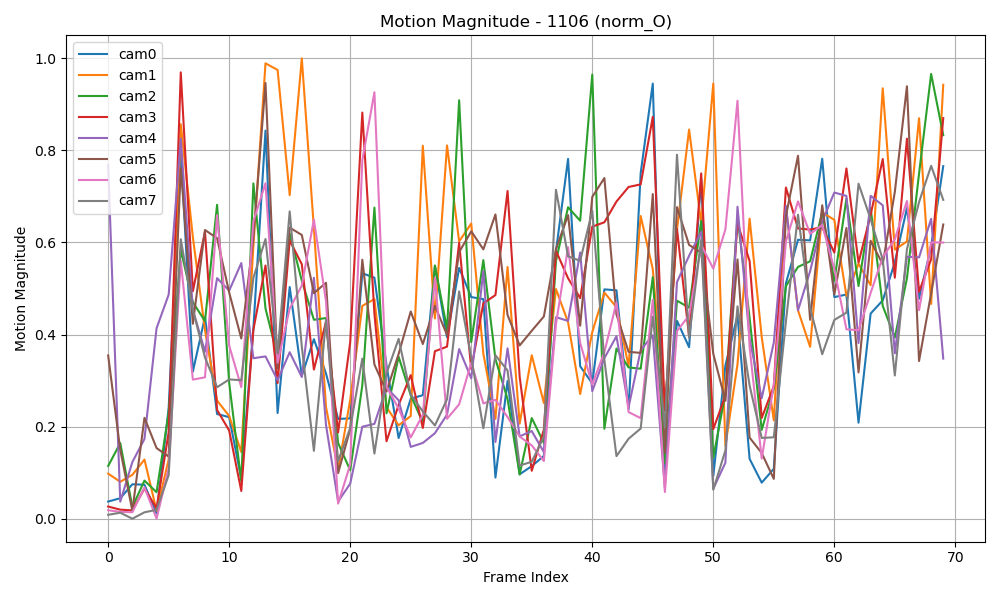 Motion Magnitude - 1106 (norm_O)
1.0
0.8
0.6
0.4
0.2
0.0
Motion Magnitude
cam0
cam1
cam2
cam3
cam4
cam5
cam6
cam7
0 10 20 30 40 50 60 70
Frame Index